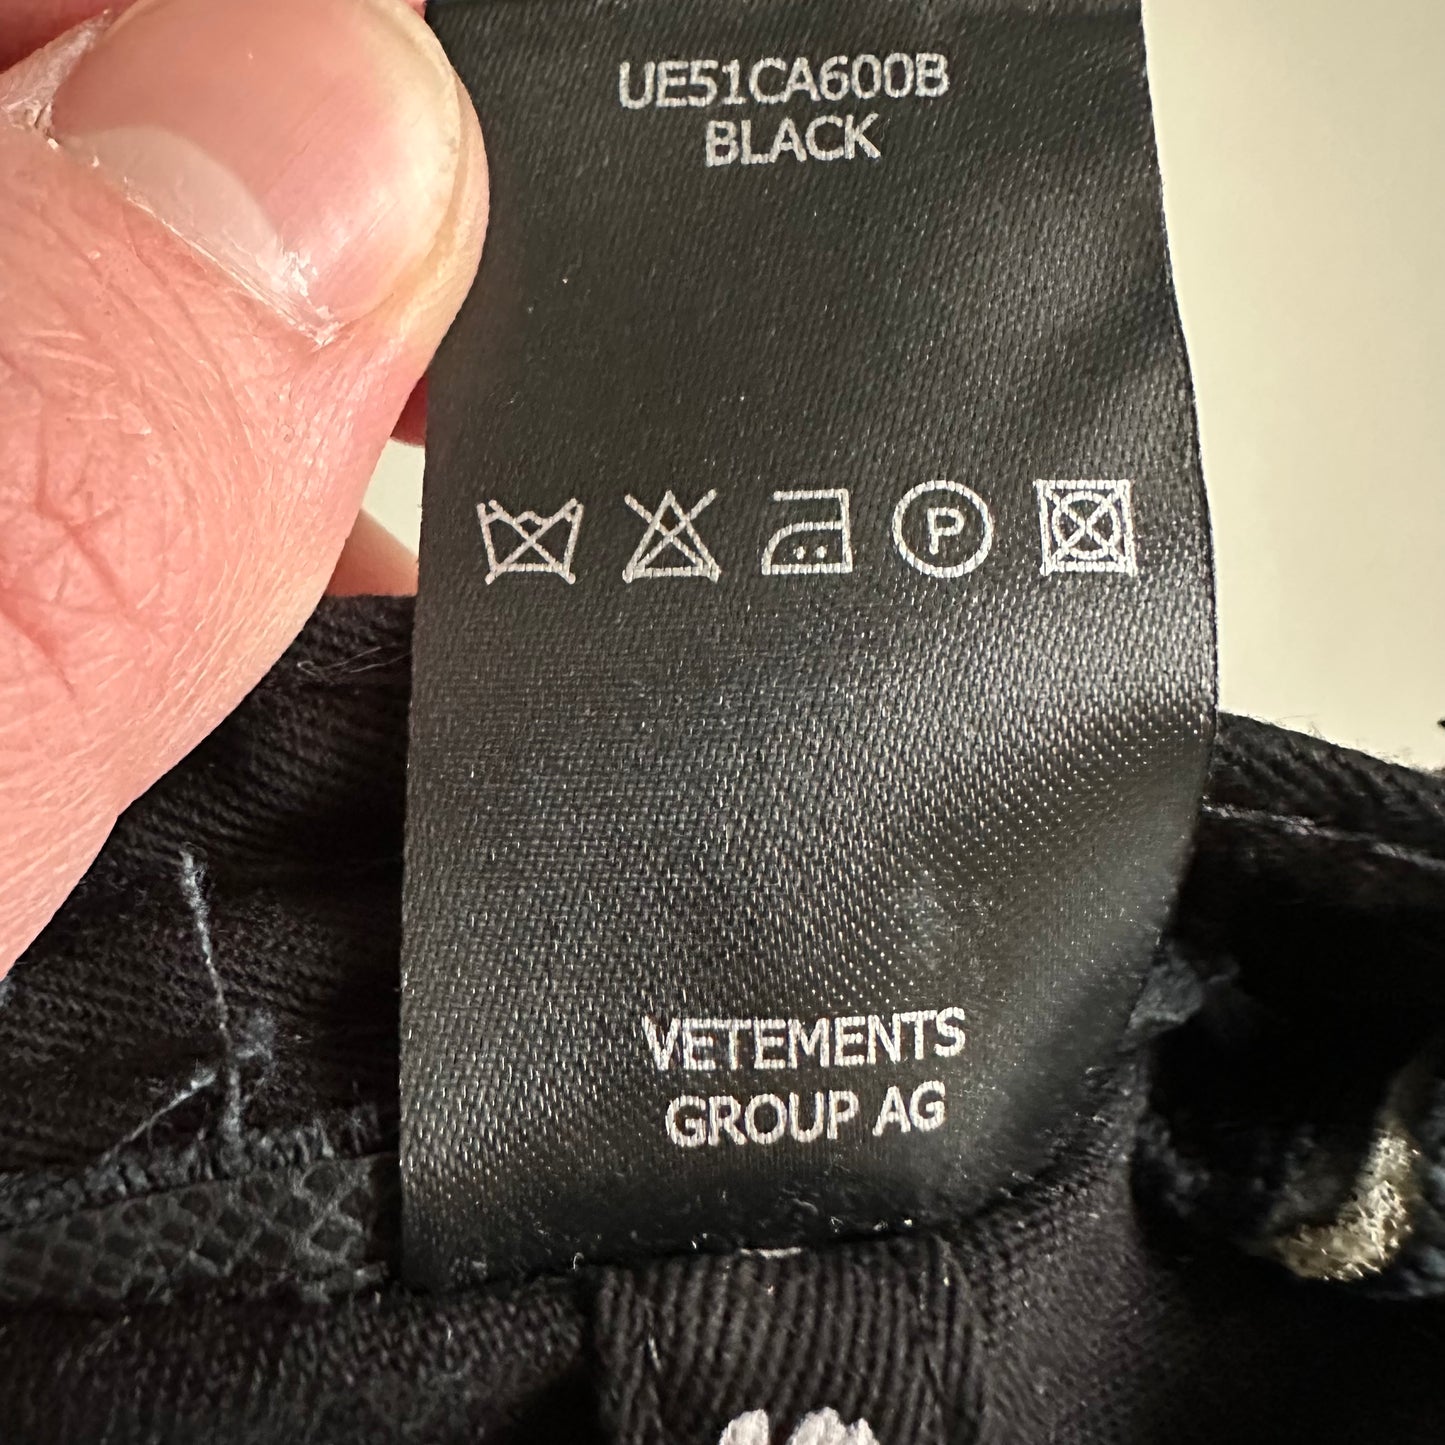 UE51CA600B
BLACK
P
VETEMENTS
GROUP AG